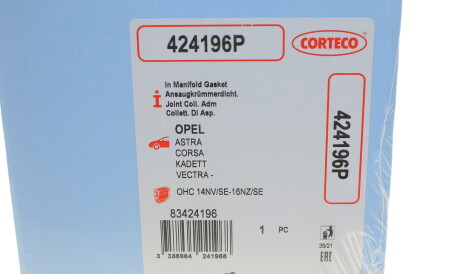 424196P
CORTECO
In Manifold Gasket
Ansaugkrümmerdicht.
Joint Coll. Adm
Collett. Di Asp.
424196P
OPEL
ASTRA
CORSA
KADETT
VECTRA -
OHC 14NV/SE-16NZ/SE
83424196
1 PC
35/21
EAC
3 358964 241968